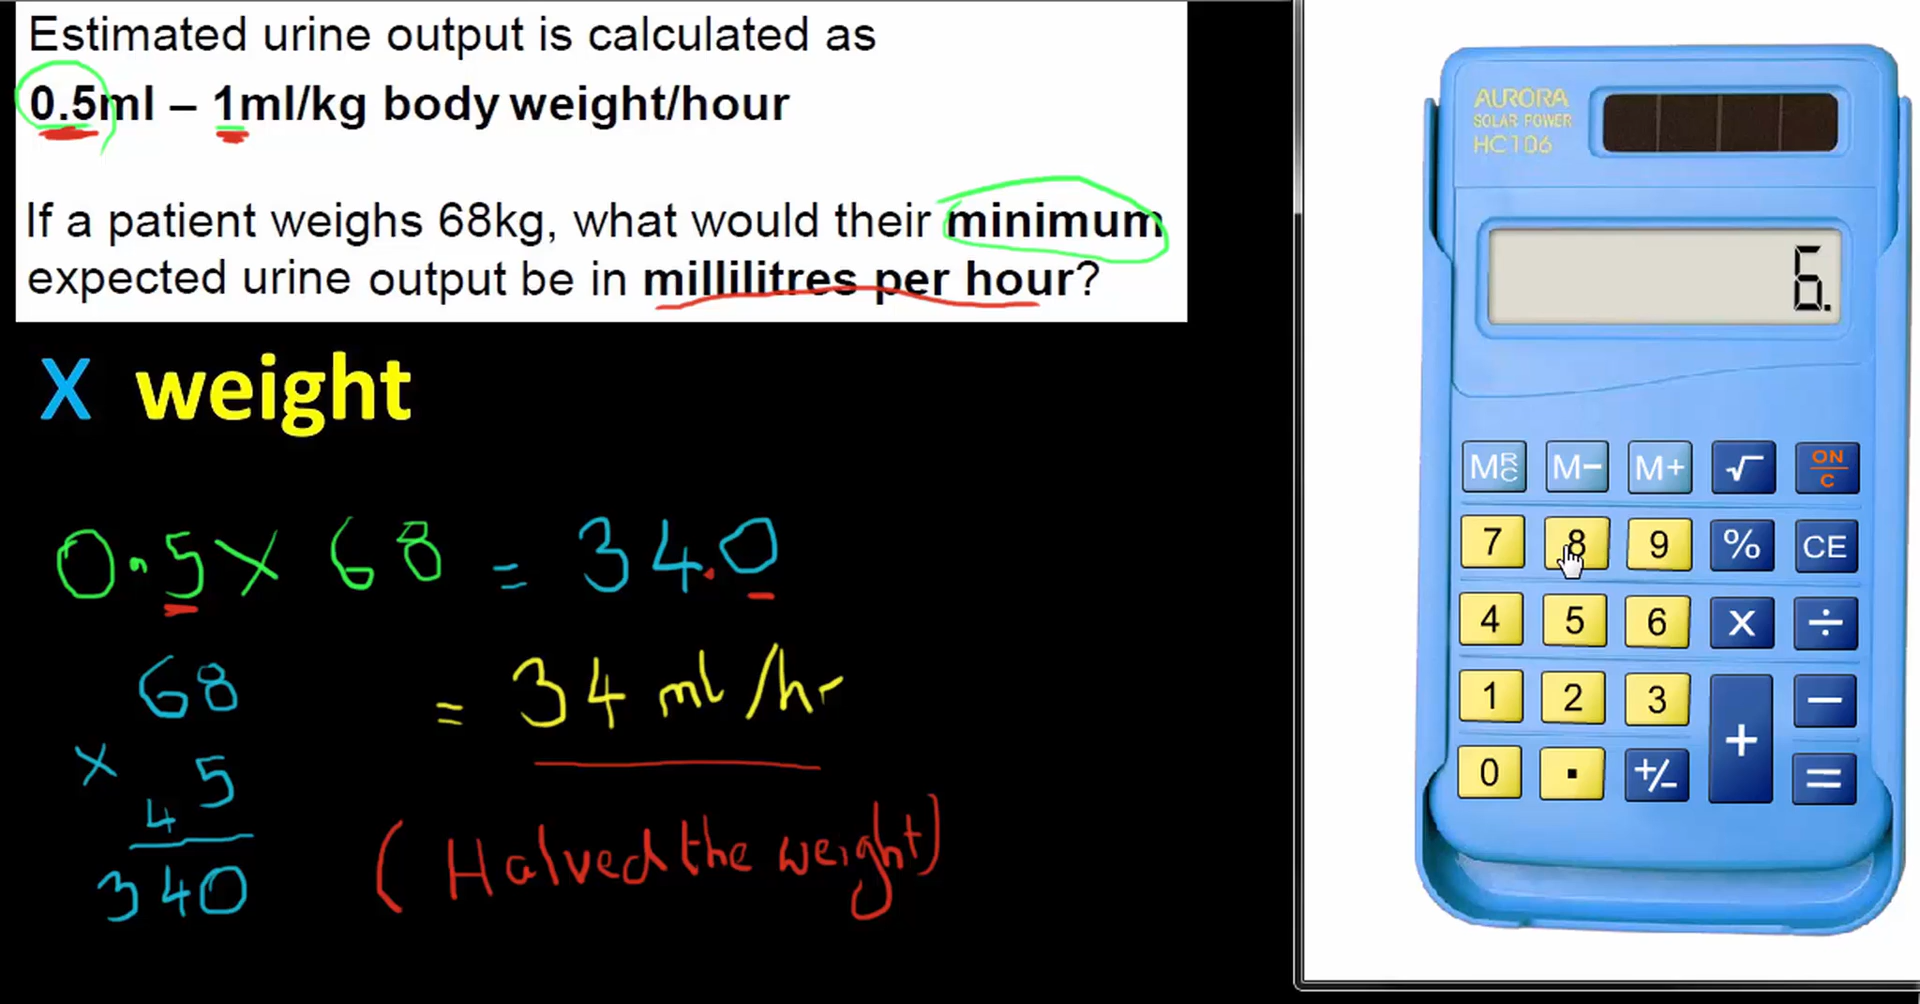 Estimated urine output is calculated as
0.5ml – 1ml/kg body weight/hour
If a patient weighs 68kg, what would their minimum
expected urine output be in millilitres per hour?
X weight
0.5 X 68 = 34.0
= 34 ml/hr
68
X 5
4
340
(Halved the weight)
AURORA
SOLAR POWER
HC106
6.
MRC M− M+ √ ON/C
7 8 9 % CE
4 5 6 X ÷
1 2 3 −
0 . +/− + =